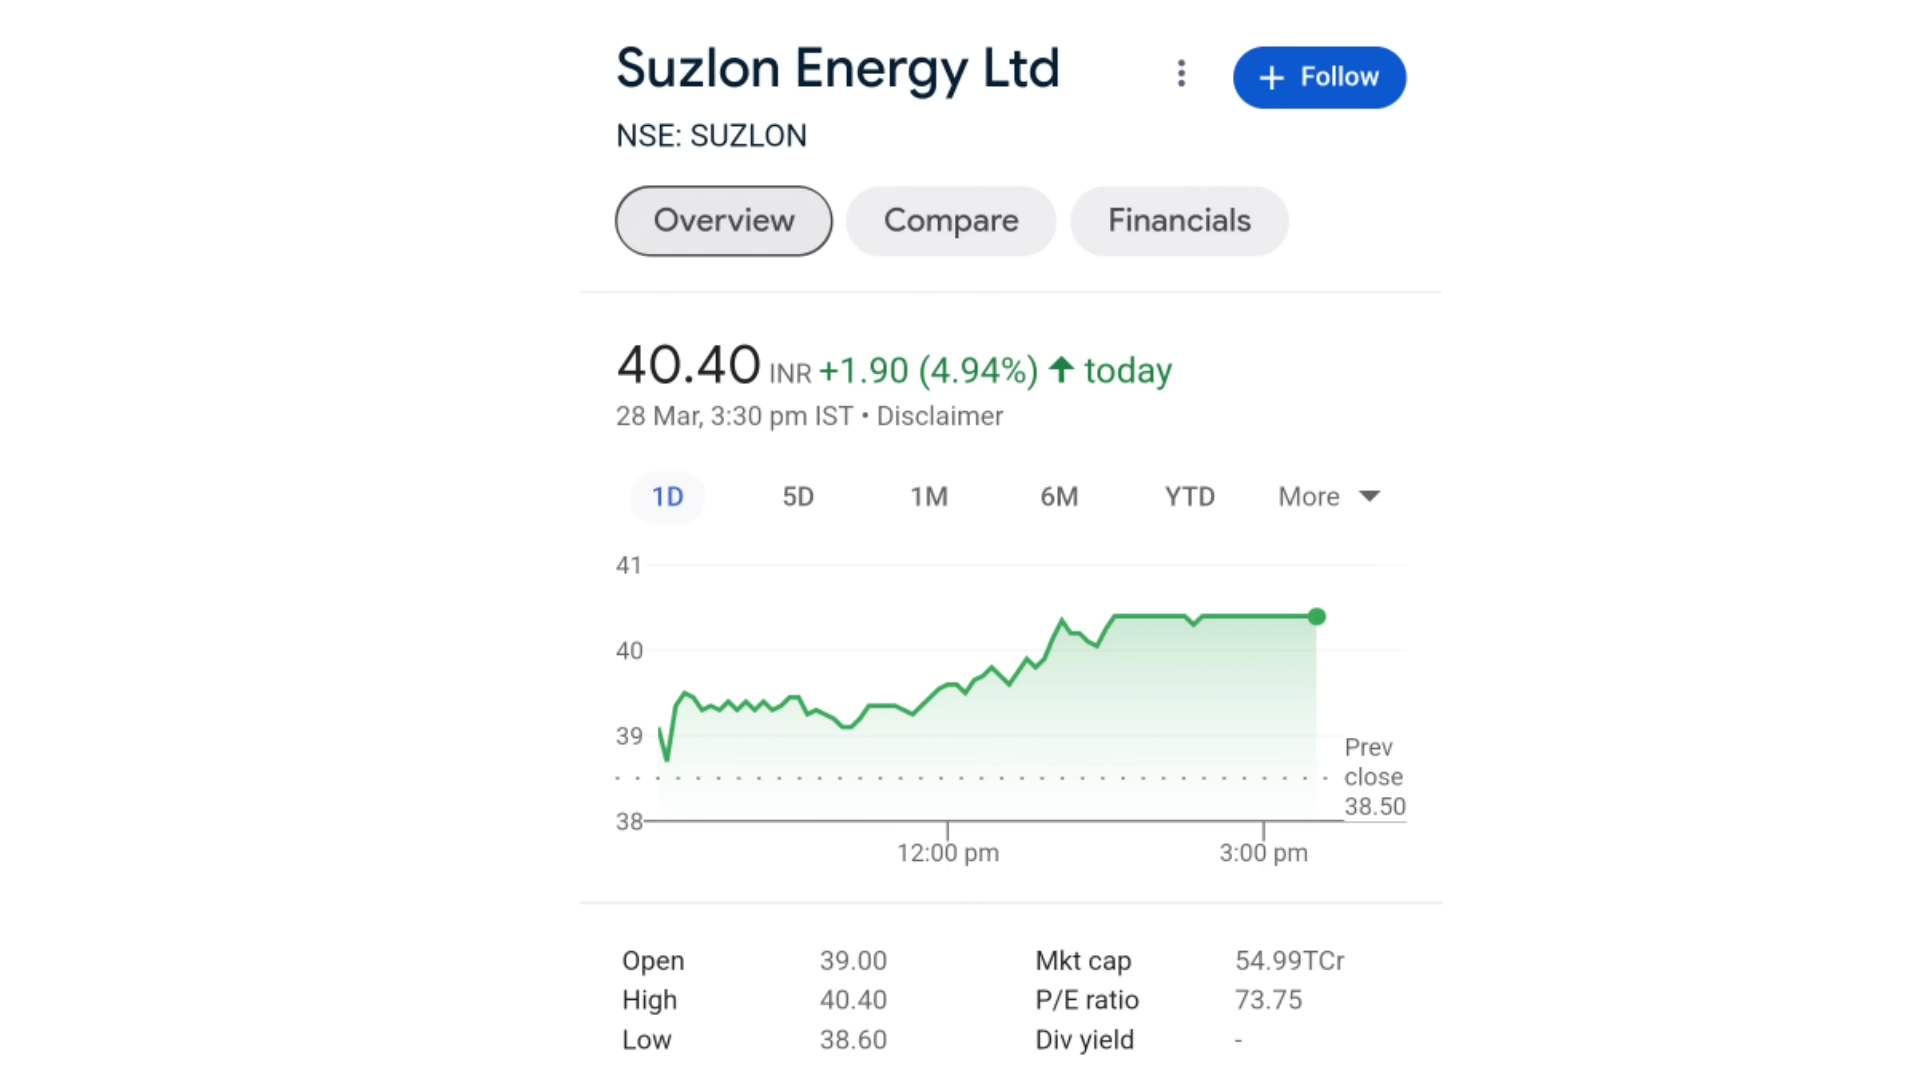 Suzlon Energy Ltd
+ Follow
NSE: SUZLON
Overview Compare Financials
40.40 INR +1.90 (4.94%) ↑ today
28 Mar, 3:30 pm IST • Disclaimer
1D 5D 1M 6M YTD More
41
40
39
38
Prev
close
38.50
12:00 pm 3:00 pm
Open 39.00 Mkt cap 54.99TCr
High 40.40 P/E ratio 73.75
Low 38.60 Div yield -